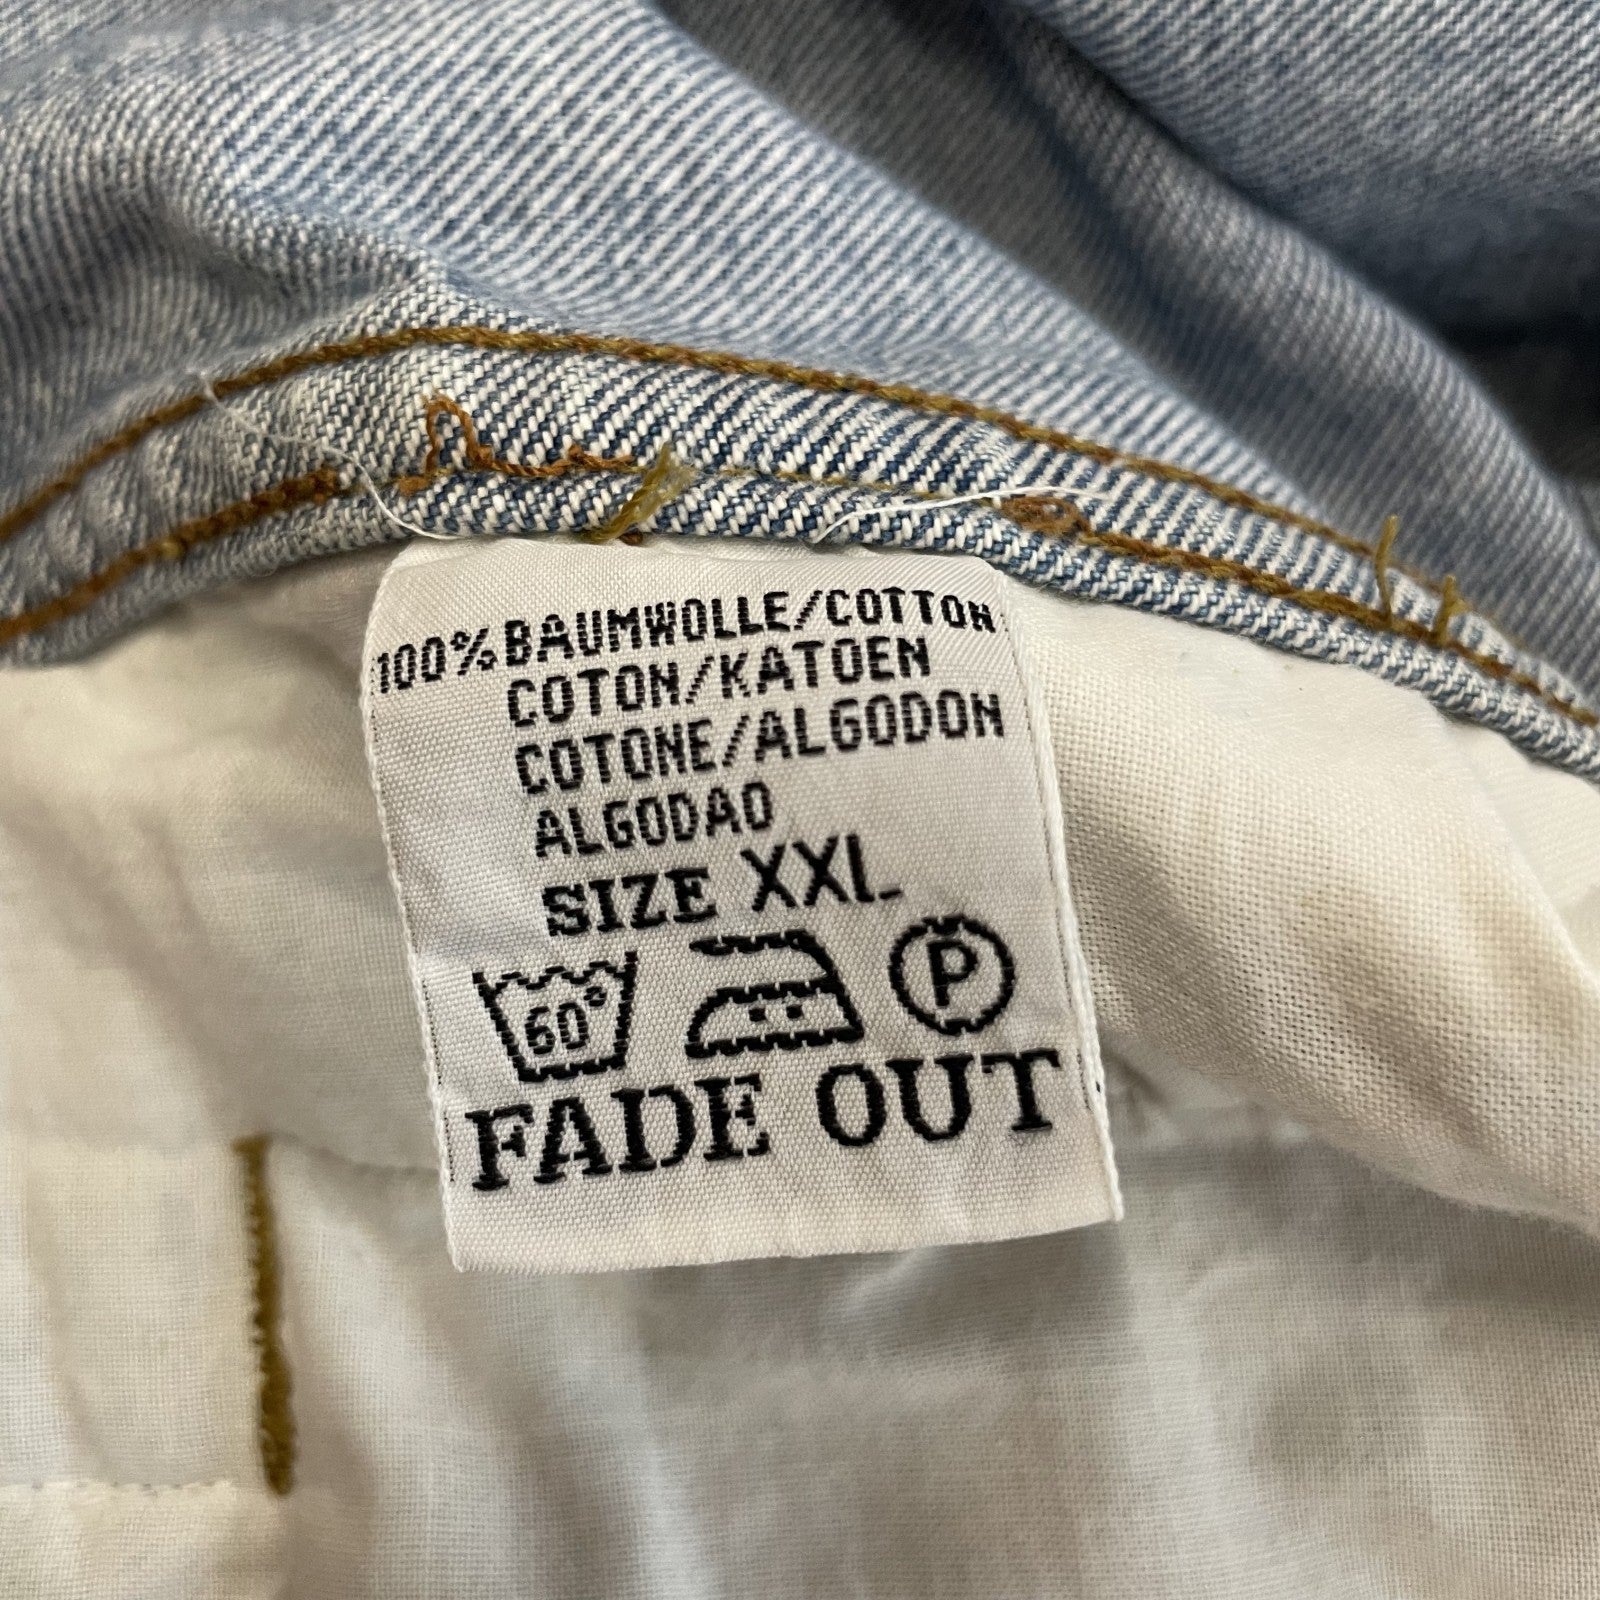 100% BAUMWOLLE/COTTON
COTON/KATOEN
COTONE/ALGODON
ALGODAO
SIZE XXL
60° P
FADE OUT